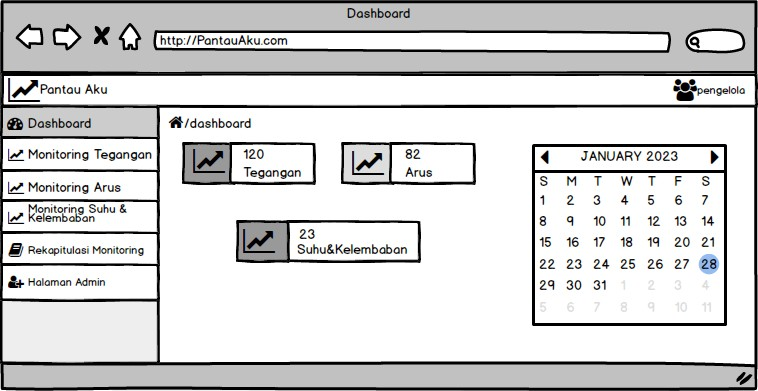 Dashboard
http://PantauAku.com
Pantau Aku
pengelola
Dashboard
Monitoring Tegangan
Monitoring Arus
Monitoring Suhu &
Kelembaban
Rekapitulasi Monitoring
Halaman Admin
/dashboard
120
Tegangan
82
Arus
23
Suhu&Kelembaban
JANUARY 2023
S M T W T F S
1 2 3 4 5 6 7
8 9 10 11 12 13 14
15 16 17 18 19 20 21
22 23 24 25 26 27 28
29 30 31 1 2 3 4
5 6 7 8 9 10 11